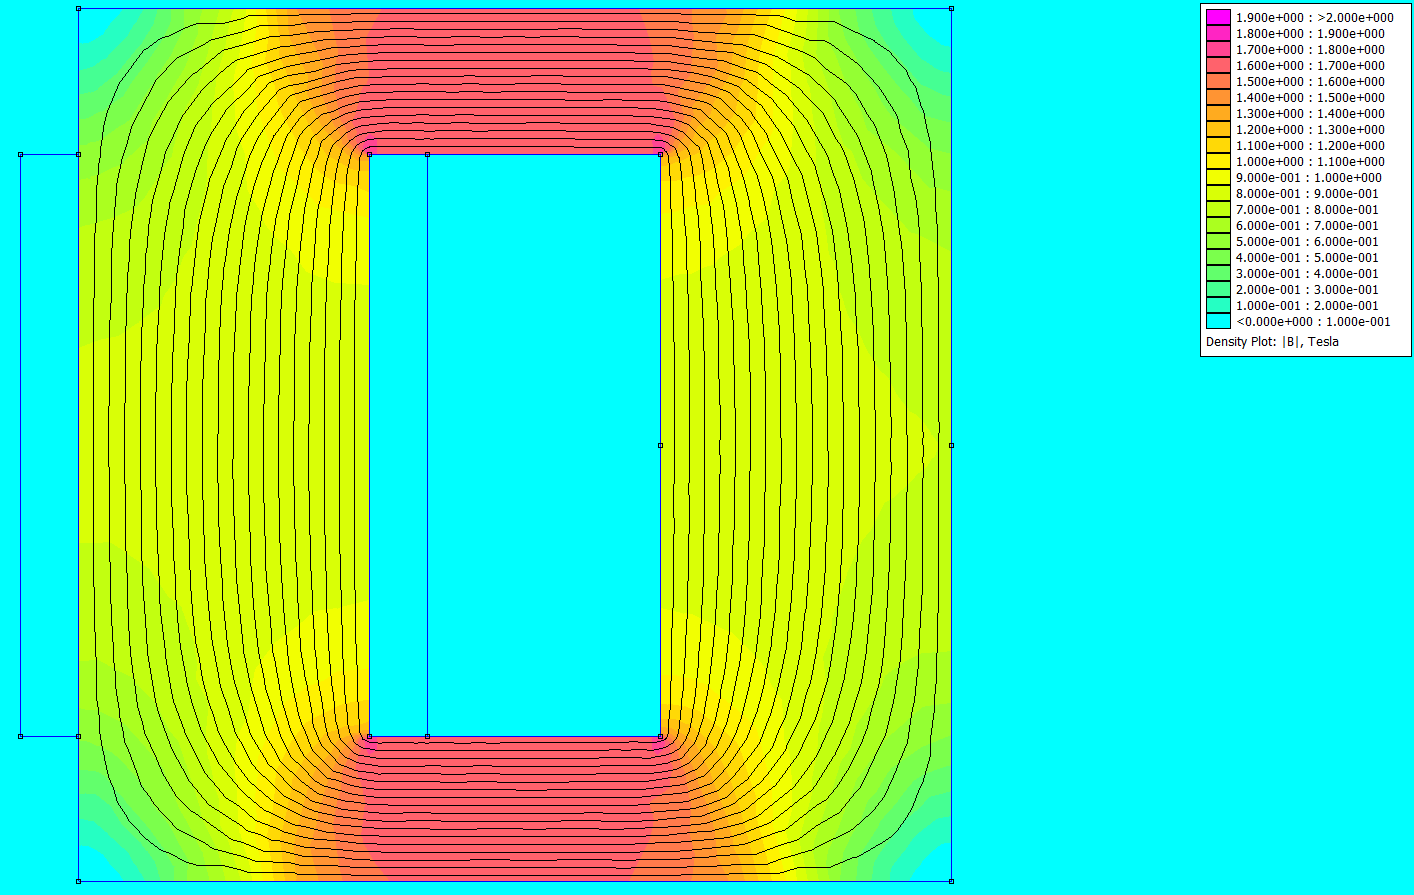 1.900e+000 : >2.000e+000
1.800e+000 : 1.900e+000
1.700e+000 : 1.800e+000
1.600e+000 : 1.700e+000
1.500e+000 : 1.600e+000
1.400e+000 : 1.500e+000
1.300e+000 : 1.400e+000
1.200e+000 : 1.300e+000
1.100e+000 : 1.200e+000
1.000e+000 : 1.100e+000
9.000e-001 : 1.000e+000
8.000e-001 : 9.000e-001
7.000e-001 : 8.000e-001
6.000e-001 : 7.000e-001
5.000e-001 : 6.000e-001
4.000e-001 : 5.000e-001
3.000e-001 : 4.000e-001
2.000e-001 : 3.000e-001
1.000e-001 : 2.000e-001
<0.000e+000 : 1.000e-001
Density Plot: |B|, Tesla